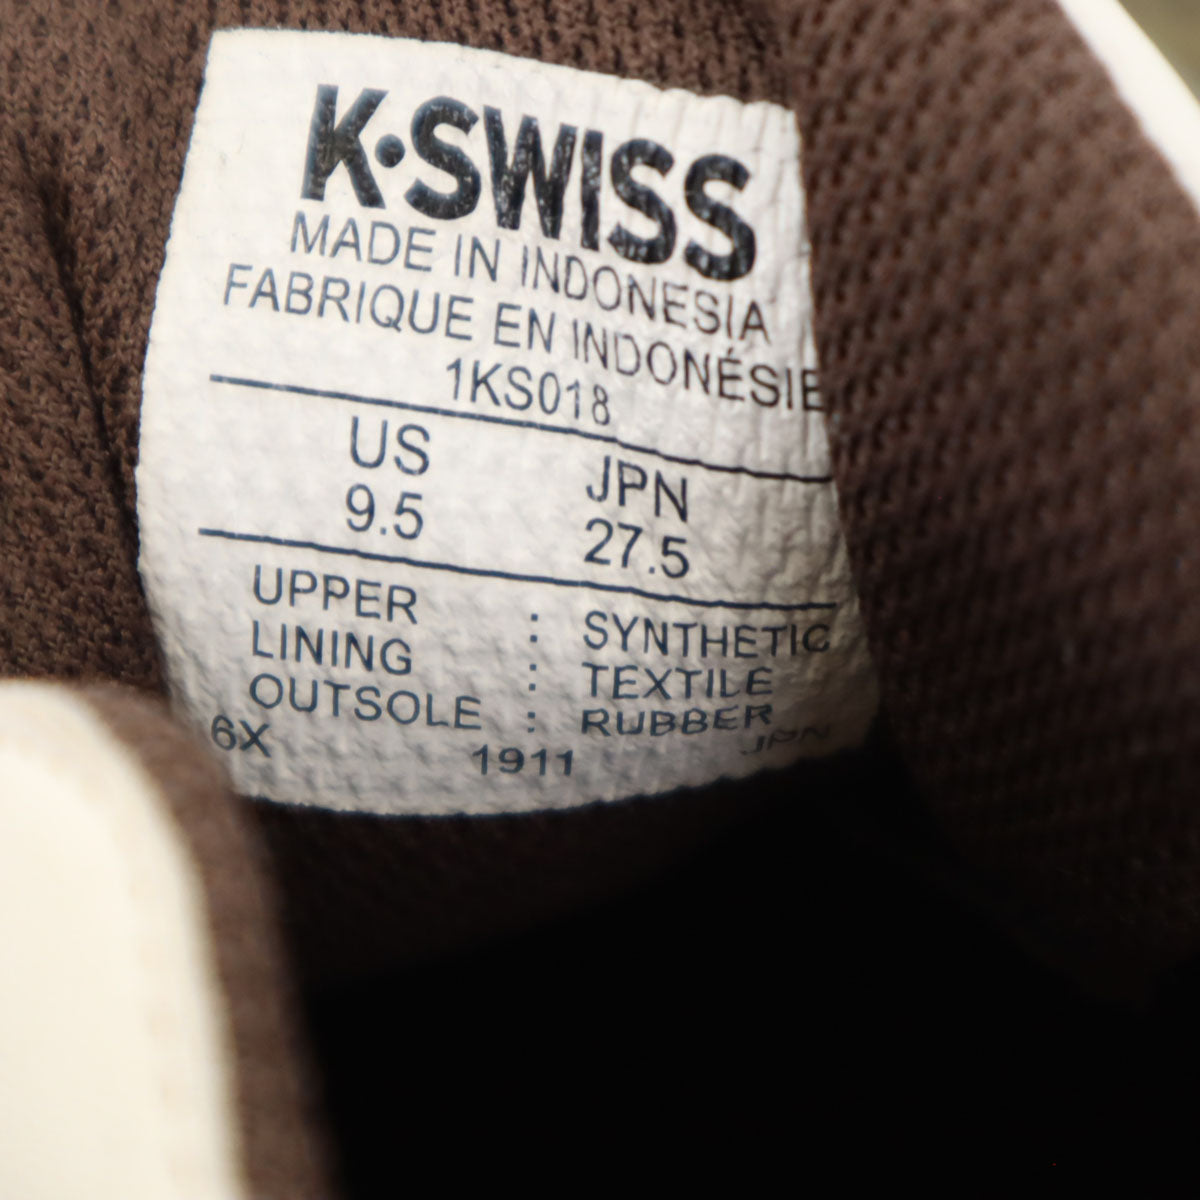 K·SWISS
MADE IN INDONESIA
FABRIQUE EN INDONÉSIE
1KS018
US JPN
9.5 27.5
UPPER : SYNTHETIC
LINING : TEXTILE
OUTSOLE : RUBBER
6X 1911 JPN